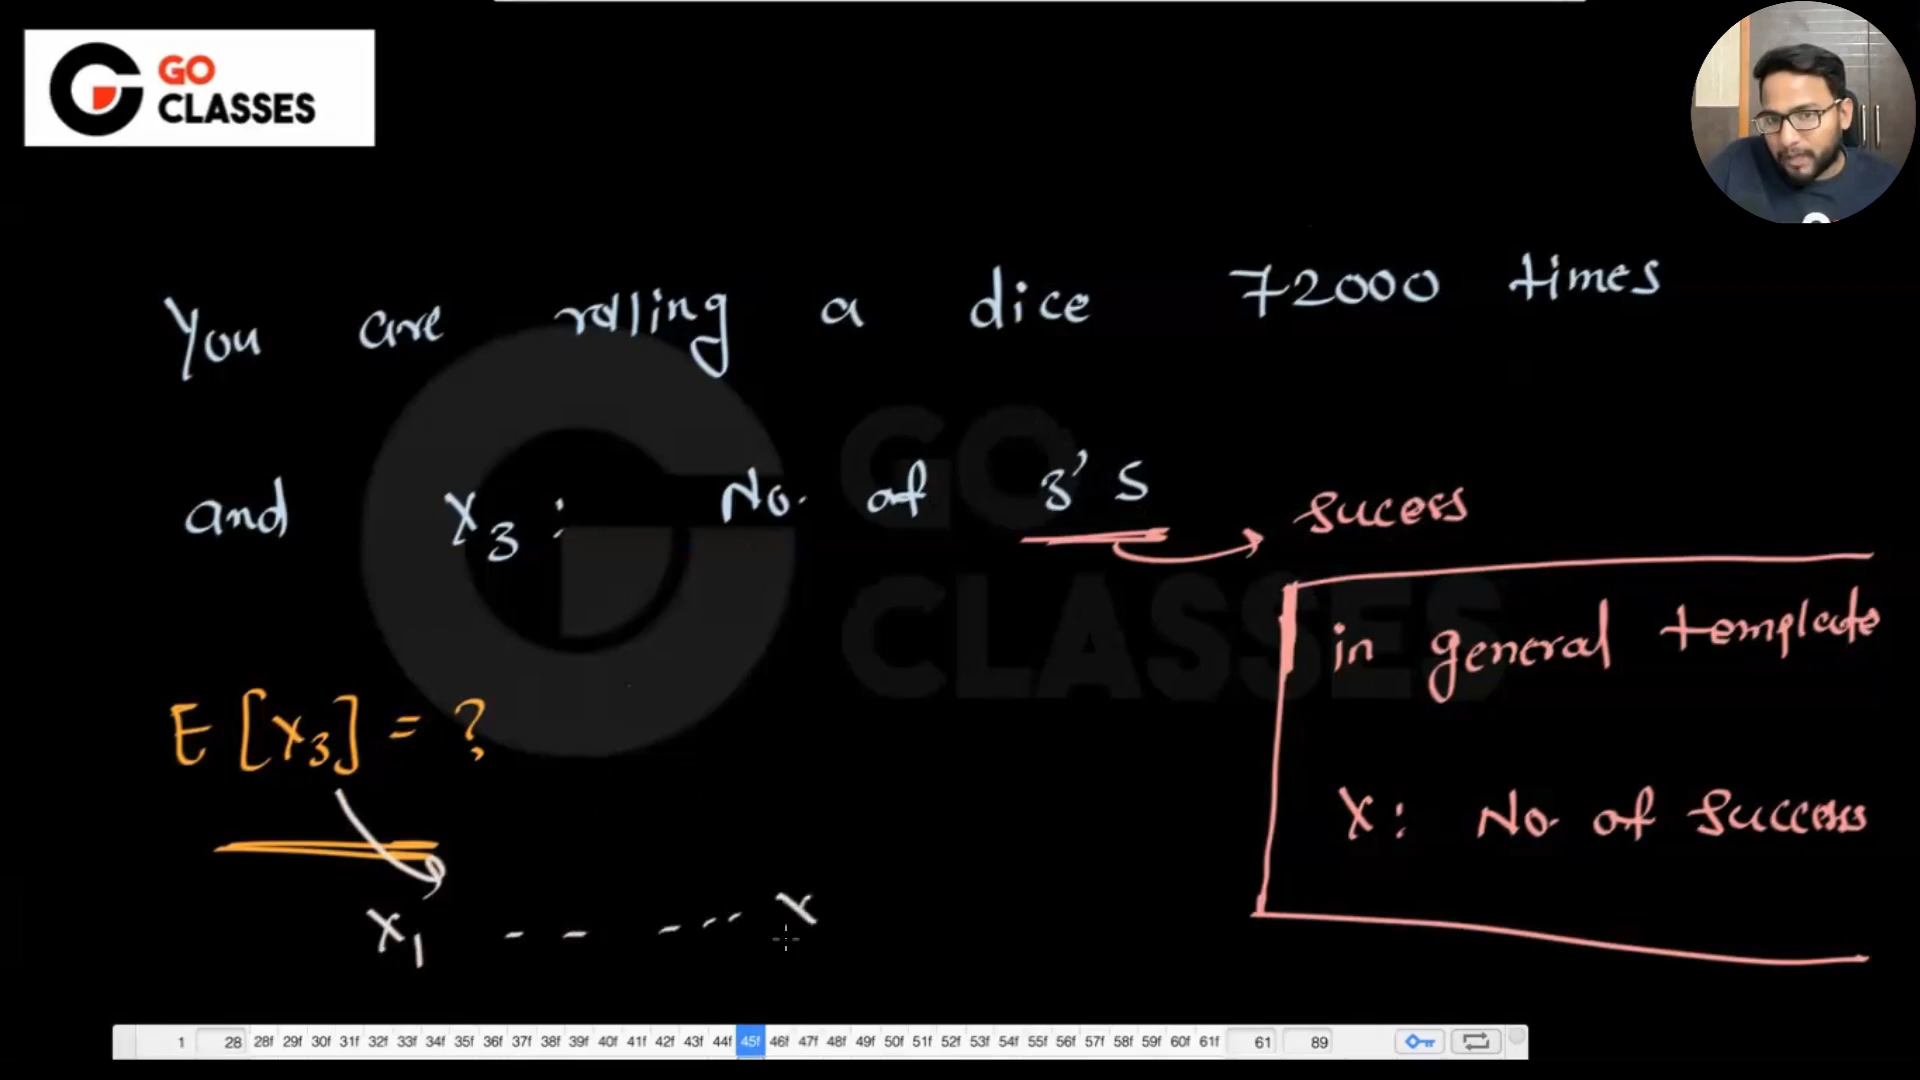 GO
CLASSES
You are rolling a dice 72000 times
and X3 : No. of 3's
sucess
in general template
X : No of success
E [X3] = ?
X1 -- --- X
GO
CLASSES
1 28 28f 29f 30f 31f 32f 33f 34f 35f 36f 37f 38f 39f 40f 41f 42f 43f 44f 45f 46f 47f 48f 49f 50f 51f 52f 53f 54f 55f 56f 57f 58f 59f 60f 61f 61 89